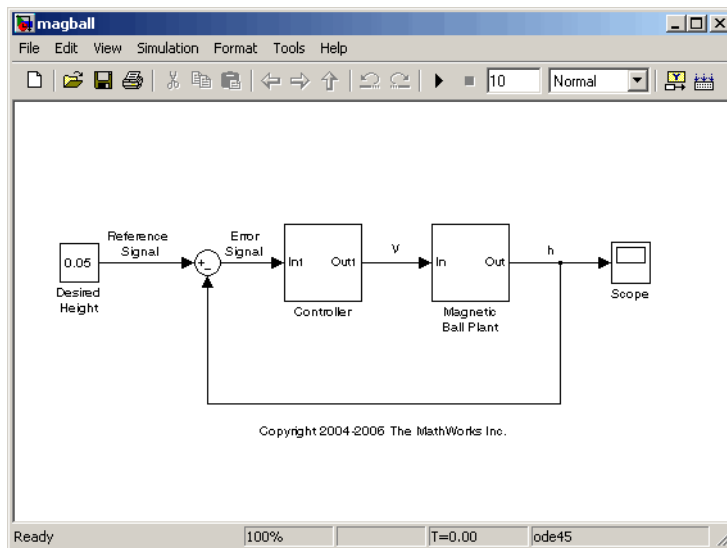 magball
File Edit View Simulation Format Tools Help
10 Normal
Reference
Signal
Error
Signal
V
h
0.05
+
-
In1 Out1
In Out
Desired
Height
Controller
Magnetic
Ball Plant
Scope
Copyright 2004-2006 The MathWorks Inc.
Ready 100% T=0.00 ode45